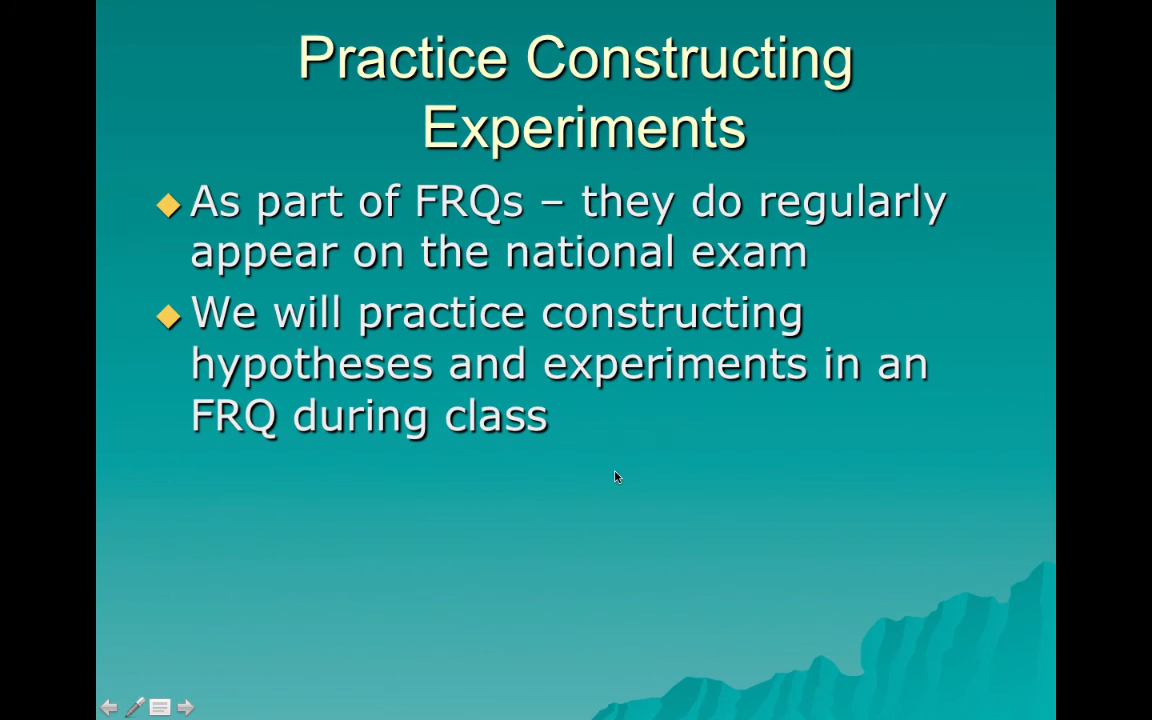 Practice Constructing
Experiments
As part of FRQs – they do regularly
appear on the national exam
We will practice constructing
hypotheses and experiments in an
FRQ during class